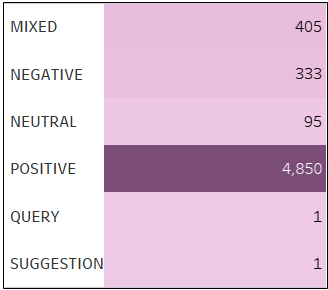 MIXED 405
NEGATIVE 333
NEUTRAL 95
POSITIVE 4,850
QUERY 1
SUGGESTION 1